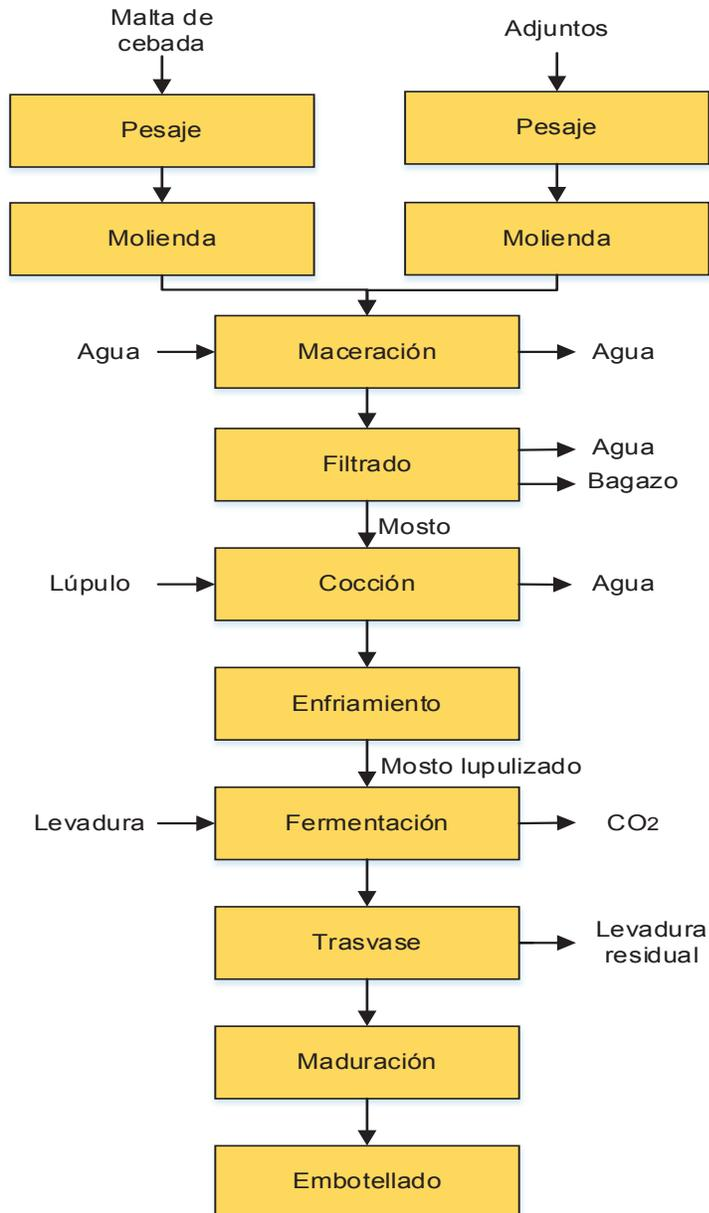 Malta de
cebada
Adjuntos
Pesaje
Pesaje
Molienda
Molienda
Agua
Maceración
Agua
Filtrado
Agua
Bagazo
Mosto
Lúpulo
Cocción
Agua
Enfriamiento
Mosto lupulizado
Levadura
Fermentación
CO2
Trasvase
Levadura
residual
Maduración
Embotellado